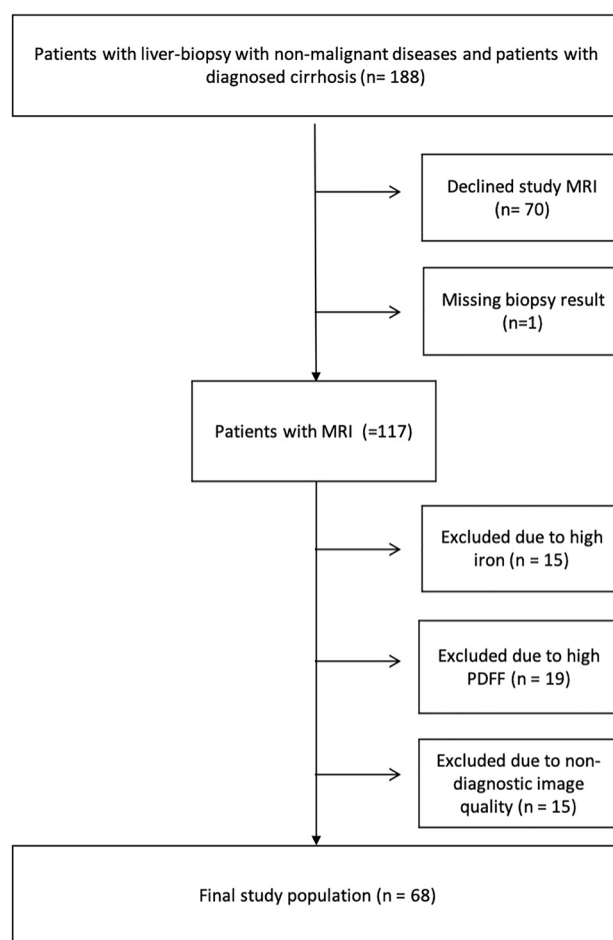 Patients with liver-biopsy with non-malignant diseases and patients with
diagnosed cirrhosis (n= 188)
Declined study MRI
(n= 70)
Missing biopsy result
(n=1)
Patients with MRI (=117)
Excluded due to high
iron (n = 15)
Excluded due to high
PDFF (n = 19)
Excluded due to non-
diagnostic image
quality (n = 15)
Final study population (n = 68)